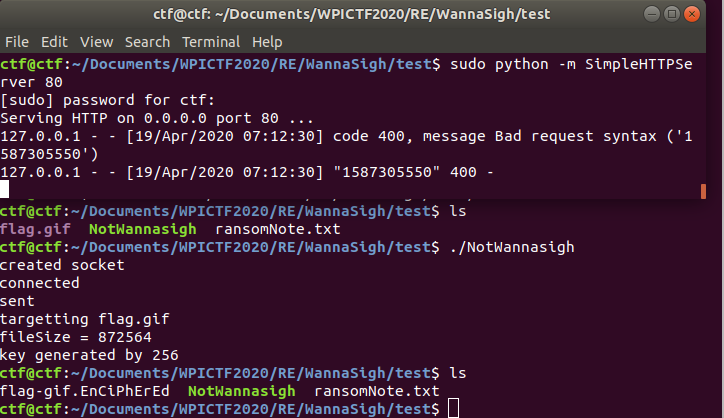 ctf@ctf: ~/Documents/WPICTF2020/RE/WannaSigh/test
File Edit View Search Terminal Help
ctf@ctf:~/Documents/WPICTF2020/RE/WannaSigh/test$ sudo python -m SimpleHTTPSe
rver 80
[sudo] password for ctf:
Serving HTTP on 0.0.0.0 port 80 ...
127.0.0.1 - - [19/Apr/2020 07:12:30] code 400, message Bad request syntax ('1
587305550')
127.0.0.1 - - [19/Apr/2020 07:12:30] "1587305550" 400 -
ctf@ctf:~/Documents/WPICTF2020/RE/WannaSigh/test$ ls
flag.gif NotWannasigh ransomNote.txt
ctf@ctf:~/Documents/WPICTF2020/RE/WannaSigh/test$ ./NotWannasigh
created socket
connected
sent
targetting flag.gif
fileSize = 872564
key generated by 256
ctf@ctf:~/Documents/WPICTF2020/RE/WannaSigh/test$ ls
flag-gif.EnCiPhErEd NotWannasigh ransomNote.txt
ctf@ctf:~/Documents/WPICTF2020/RE/WannaSigh/test$